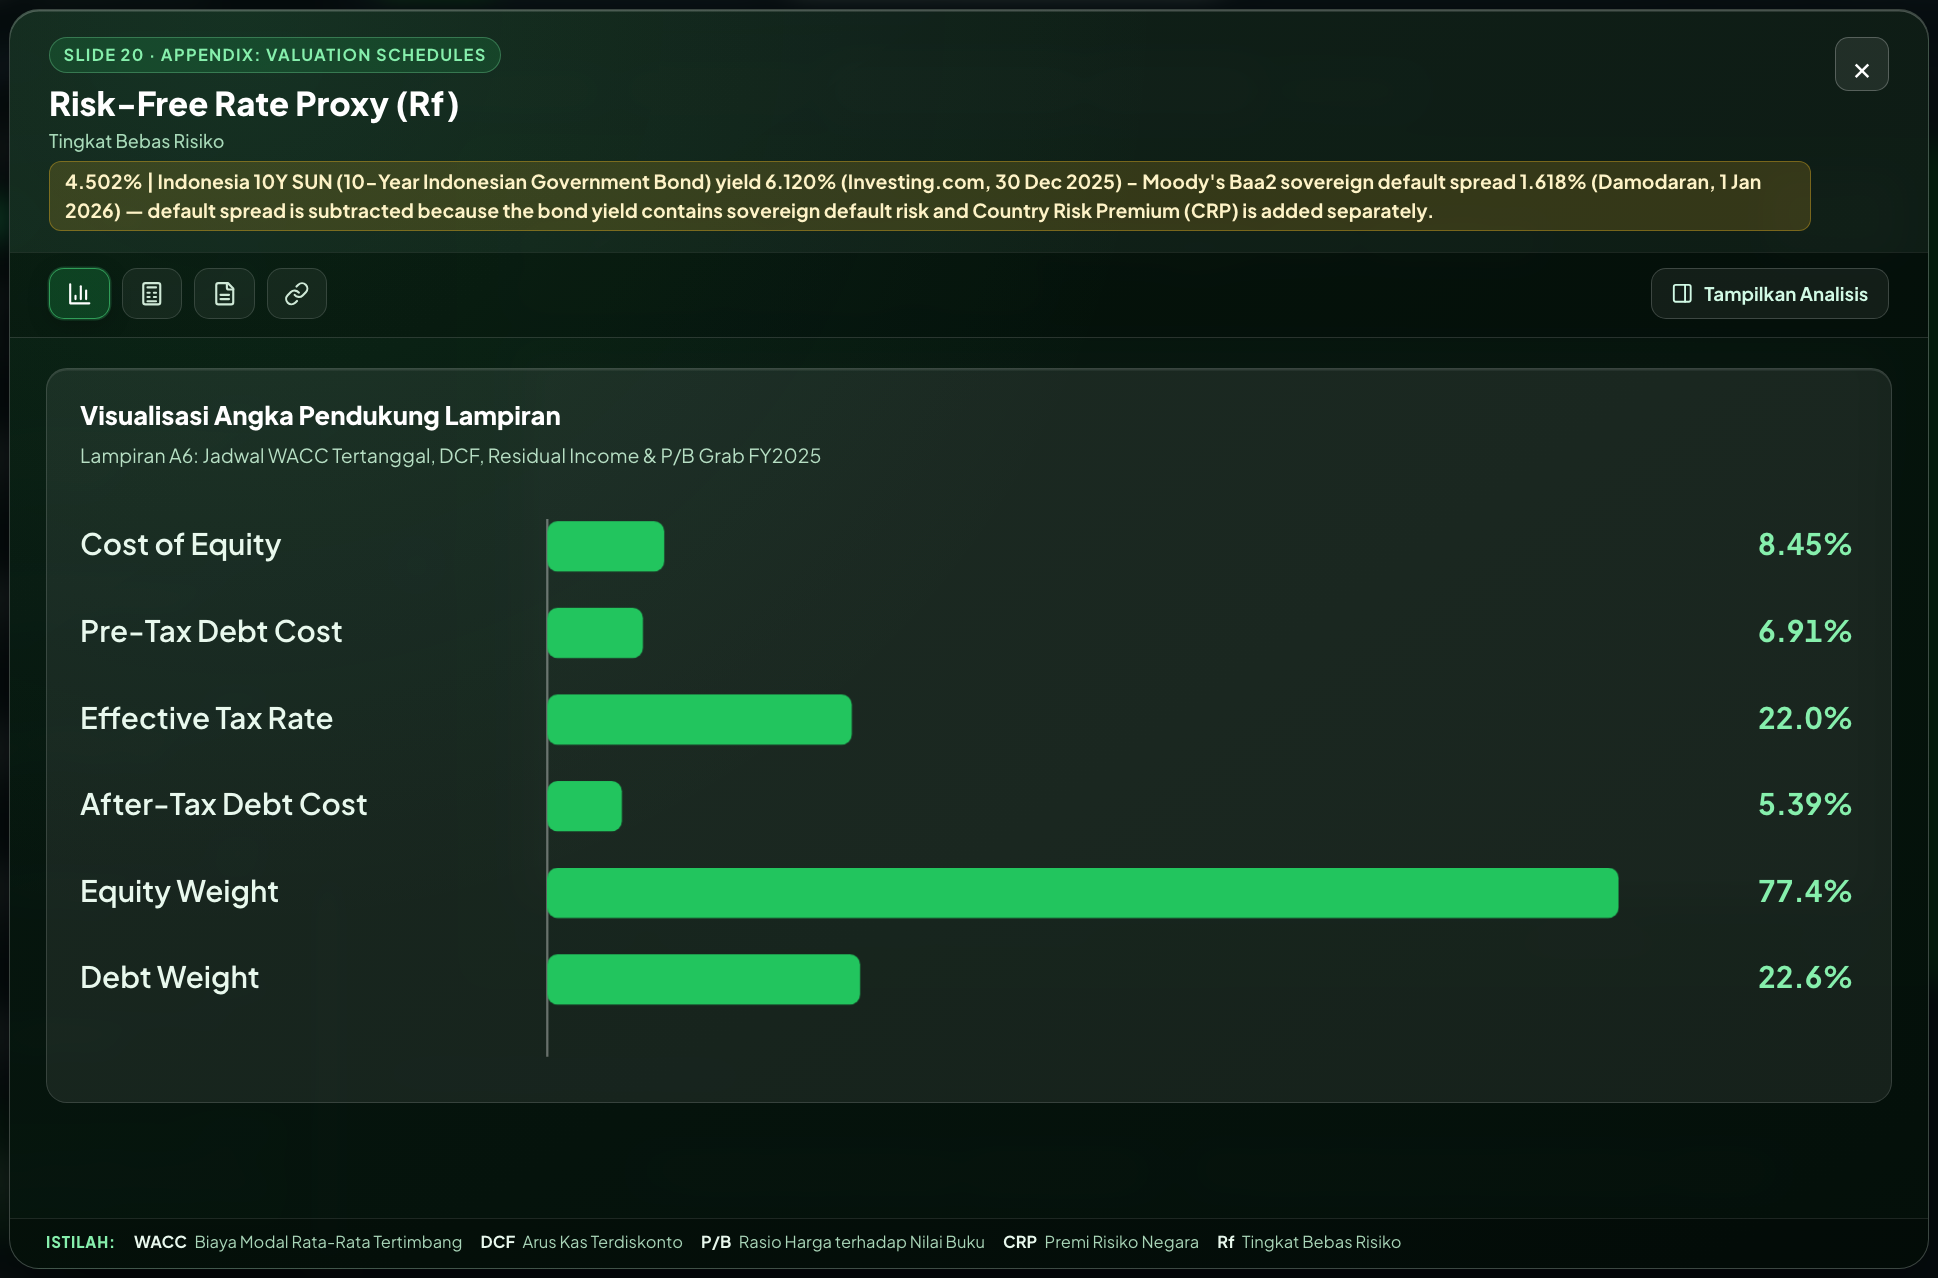 SLIDE 20 · APPENDIX: VALUATION SCHEDULES
Risk-Free Rate Proxy (Rf)
Tingkat Bebas Risiko
4.502% | Indonesia 10Y SUN (10-Year Indonesian Government Bond) yield 6.120% (Investing.com, 30 Dec 2025) - Moody's Baa2 sovereign default spread 1.618% (Damodaran, 1 Jan
2026) — default spread is subtracted because the bond yield contains sovereign default risk and Country Risk Premium (CRP) is added separately.
Tampilkan Analisis
Visualisasi Angka Pendukung Lampiran
Lampiran A6: Jadwal WACC Tertanggal, DCF, Residual Income & P/B Grab FY2025
Cost of Equity 8.45%
Pre-Tax Debt Cost 6.91%
Effective Tax Rate 22.0%
After-Tax Debt Cost 5.39%
Equity Weight 77.4%
Debt Weight 22.6%
ISTILAH: WACC Biaya Modal Rata-Rata Tertimbang DCF Arus Kas Terdiskonto P/B Rasio Harga terhadap Nilai Buku CRP Premi Risiko Negara Rf Tingkat Bebas Risiko